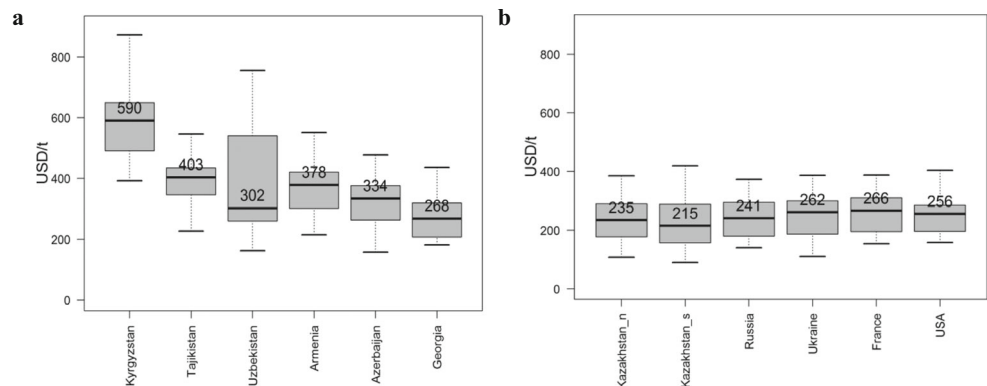 a
USD/t
800
600
400
200
0
590
403
302
378
334
268
Kyrgyzstan
Tajikistan
Uzbekistan
Armenia
Azerbaijan
Georgia
b
USD/t
800
600
400
200
0
235
215
241
262
266
256
Kazakhstan_n
Kazakhstan_s
Russia
Ukraine
France
USA